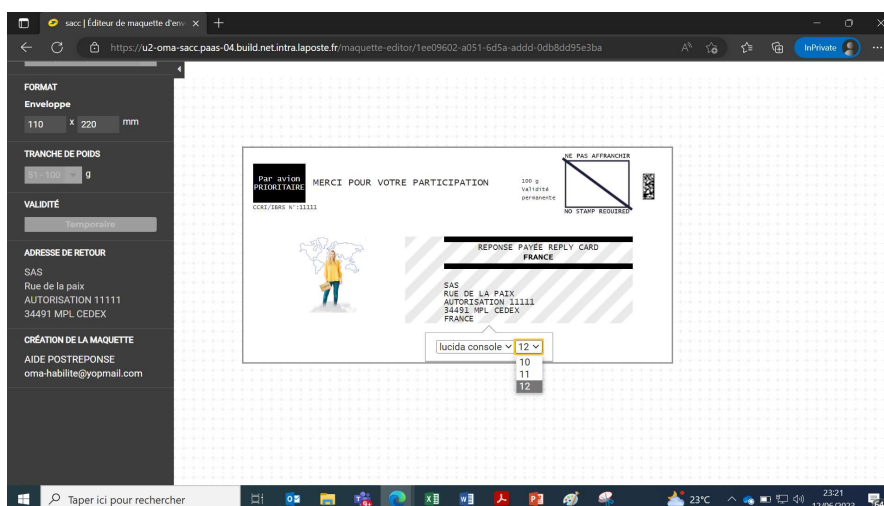 sacc | Éditeur de maquette d'env
https://u2-oma-sacc.paas-04.build.net.intra.laposte.fr/maquette-editor/1ee09602-a051-6d5a-addd-0db8dd95e3ba
InPrivate
FORMAT
Enveloppe
110 x 220 mm
TRANCHE DE POIDS
51 - 100 g
VALIDITÉ
Temporaire
ADRESSE DE RETOUR
SAS
Rue de la paix
AUTORISATION 11111
34491 MPL CEDEX
CRÉATION DE LA MAQUETTE
AIDE POSTREPONSE
oma-habilite@yopmail.com
Par avion
PRIORITAIRE
CCRI/IBRS N°:11111
MERCI POUR VOTRE PARTICIPATION
100 g
Validité
permanente
NE PAS AFFRANCHIR
NO STAMP REQUIRED
REPONSE PAYÉE REPLY CARD
FRANCE
SAS
RUE DE LA PAIX
AUTORISATION 11111
34491 MPL CEDEX
FRANCE
lucida console 12
10
11
12
Taper ici pour rechercher
23°C
23:21
12/06/2023